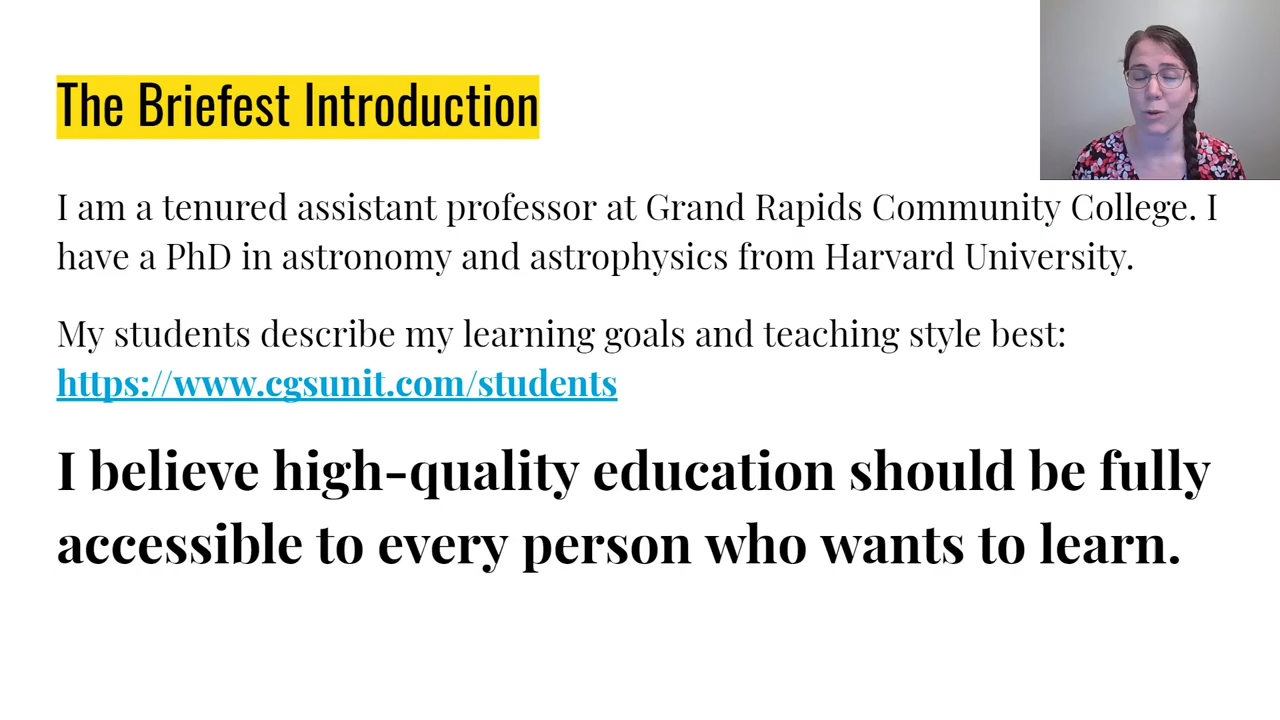 The Briefest Introduction
I am a tenured assistant professor at Grand Rapids Community College. I
have a PhD in astronomy and astrophysics from Harvard University.
My students describe my learning goals and teaching style best:
https://www.cgsunit.com/students
I believe high-quality education should be fully
accessible to every person who wants to learn.